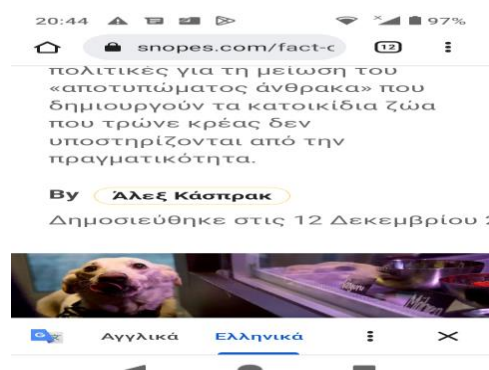 20:44 97%
snopes.com/fact-c 12
πολιτικές για τη μείωση του
«αποτυπώματος άνθρακα» που
δημιουργούν τα κατοικίδια ζώα
που τρώνε κρέας δεν
υποστηρίζονται από την
πραγματικότητα.
By Άλεξ Κάσπρακ
Δημοσιεύθηκε στις 12 Δεκεμβρίου
Αγγλικά Ελληνικά